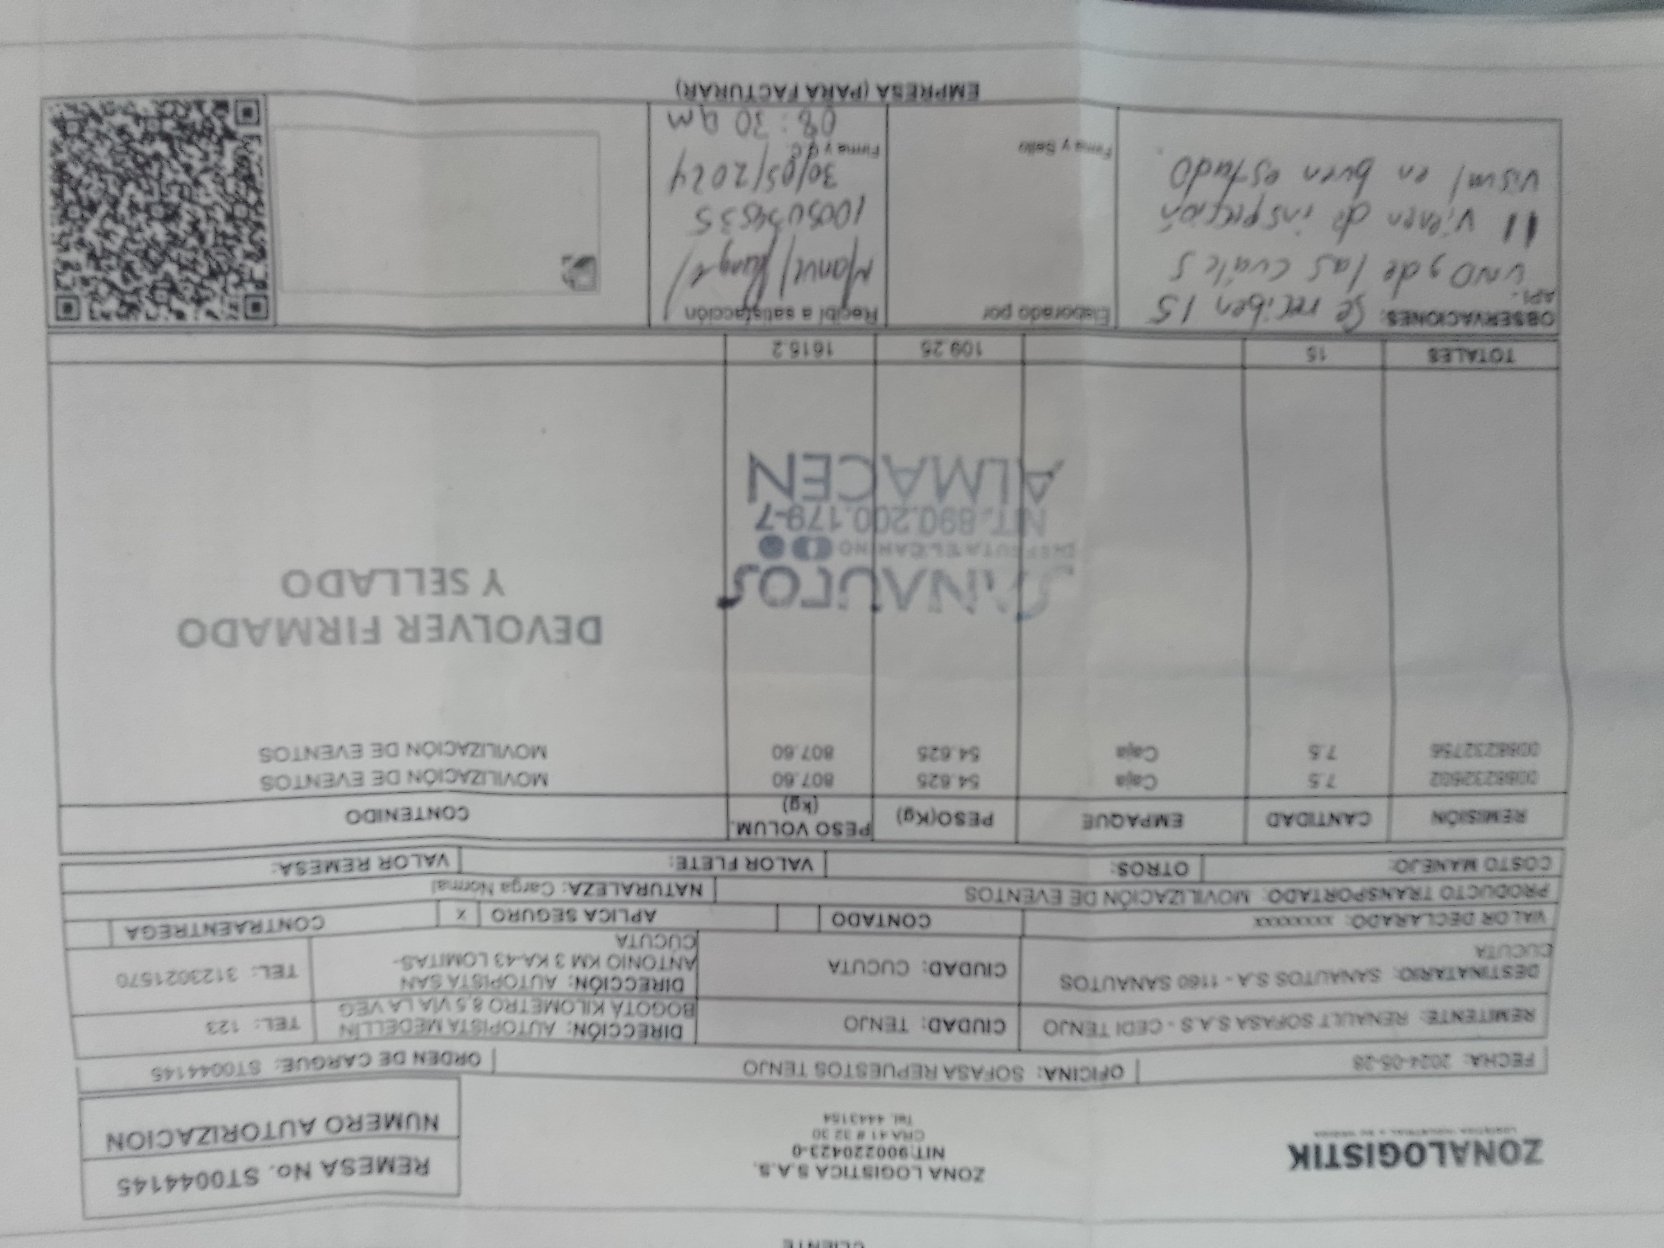 CLIENTE
ZONALOGISTIK
ZONA LOGISTICA S.A.S.
NIT:900220423-0
CRA 41 # 32 30
Tel. 4443154
REMESA No. ST0044145
NUMERO AUTORIZACION
FECHA: 2024-05-28 OFICINA: SOFASA REPUESTOS TENJO ORDEN DE CARGUE: ST0044145
REMITENTE: RENAULT SOFASA S.A.S - CEDI TENJO CIUDAD: TENJO DIRECCIÓN: AUTOPISTA MEDELLIN BOGOTÁ KILOMETRO 8.5 VIA LA VEG TEL: 123
DESTINATARIO: SANAUTOS S.A - 1160 SANAUTOS CUCUTA CIUDAD: CUCUTA DIRECCIÓN: AUTOPISTA SAN ANTONIO KM 3 KA-43 LOMITAS- CUCUTA TEL: 3123021570
VALOR DECLARADO: xxxxxxxx CONTADO APLICA SEGURO x CONTRAENTREGA
PRODUCTO TRANSPORTADO: MOVILIZACIÓN DE EVENTOS NATURALEZA: Carga Normal
COSTO MANEJO: OTROS: VALOR FLETE: VALOR REMESA:
REMISIÓN CANTIDAD EMPAQUE PESO(Kg) PESO VOLUM. (kg) CONTENIDO
0088232602 7.5 Caja 54.625 807.60 MOVILIZACIÓN DE EVENTOS
0088232756 7.5 Caja 54.625 807.60 MOVILIZACIÓN DE EVENTOS
DEVOLVER FIRMADO
Y SELLADO
SANAUTOS
DISFRUTA EL CAMINO
NIT. 890.200.179-7
ALMACEN
TOTALES 15 109.25 1615.2
OBSERVACIONES: Se reciben 15
API-
UND g de las cuales
11 vienen de inspección
visual en buen estado
Elaborado por
Firma y Sello
Recibí a satisfacción
Manuel Rangel
1005056535
30/05/2024
Firma y C.C.
08:30 am
EMPRESA (PARA FACTURAR)